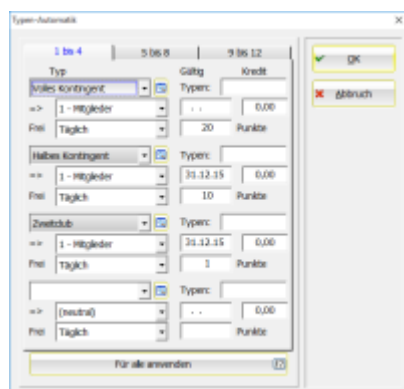 Typen-Automatik
1 bis 4 5 bis 8 9 bis 12
Typ Gültig Kredit
Volles Kontingent Typen:
=> 1 - Mitglieder . . 0,00
Frei Täglich 20 Punkte
Halbes Kontingent Typen:
=> 1 - Mitglieder 31.12.15 0,00
Frei Täglich 10 Punkte
Zweitclub Typen:
=> 1 - Mitglieder 31.12.15 0,00
Frei Täglich 1 Punkte
Typen:
=> (neutral) . . 0,00
Frei Täglich Punkte
Für alle anwenden
OK
Abbruch